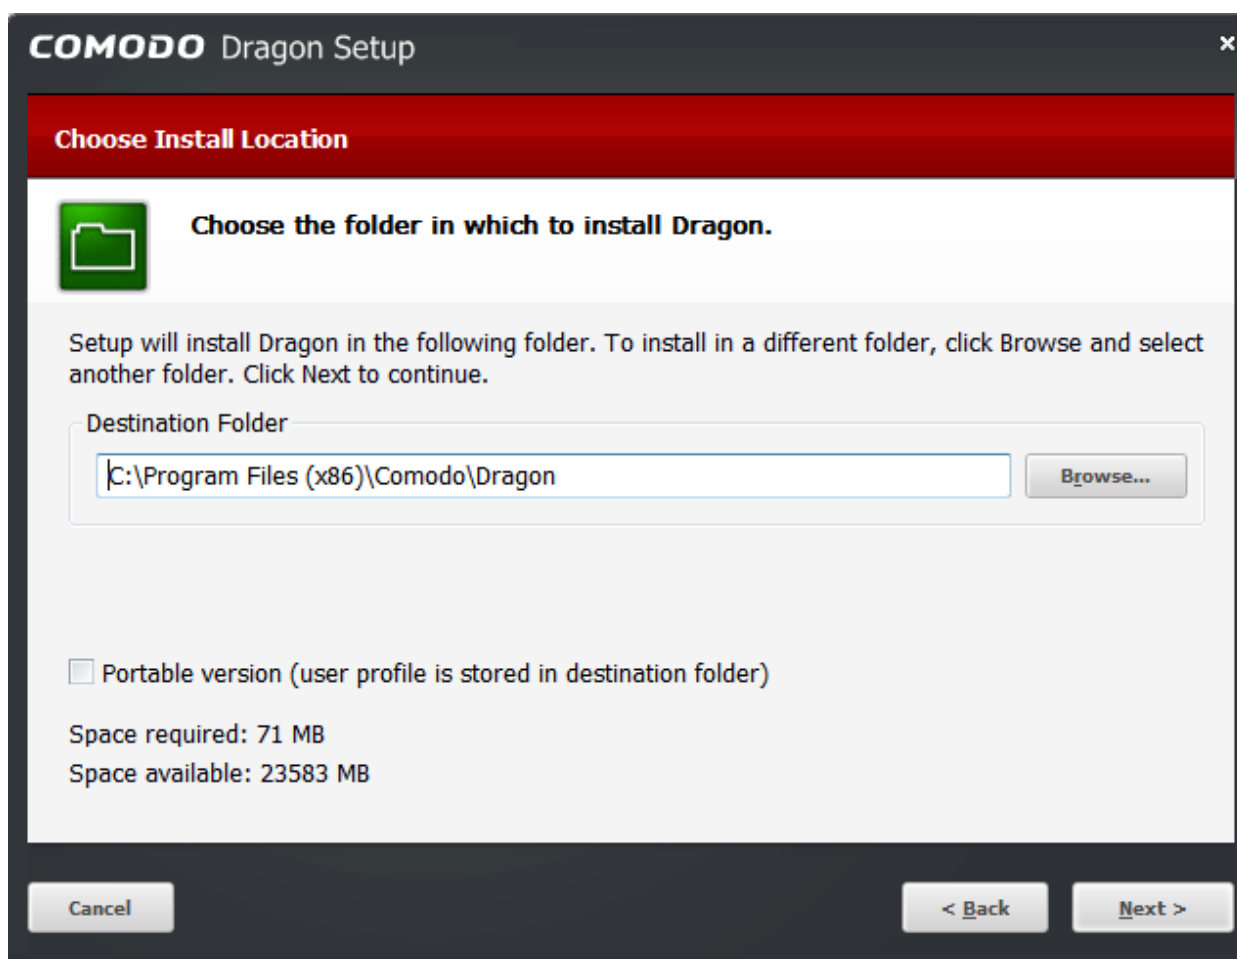 COMODO Dragon Setup
Choose Install Location
Choose the folder in which to install Dragon.
Setup will install Dragon in the following folder. To install in a different folder, click Browse and select
another folder. Click Next to continue.
Destination Folder
C:\Program Files (x86)\Comodo\Dragon
Browse...
Portable version (user profile is stored in destination folder)
Space required: 71 MB
Space available: 23583 MB
Cancel
< Back
Next >